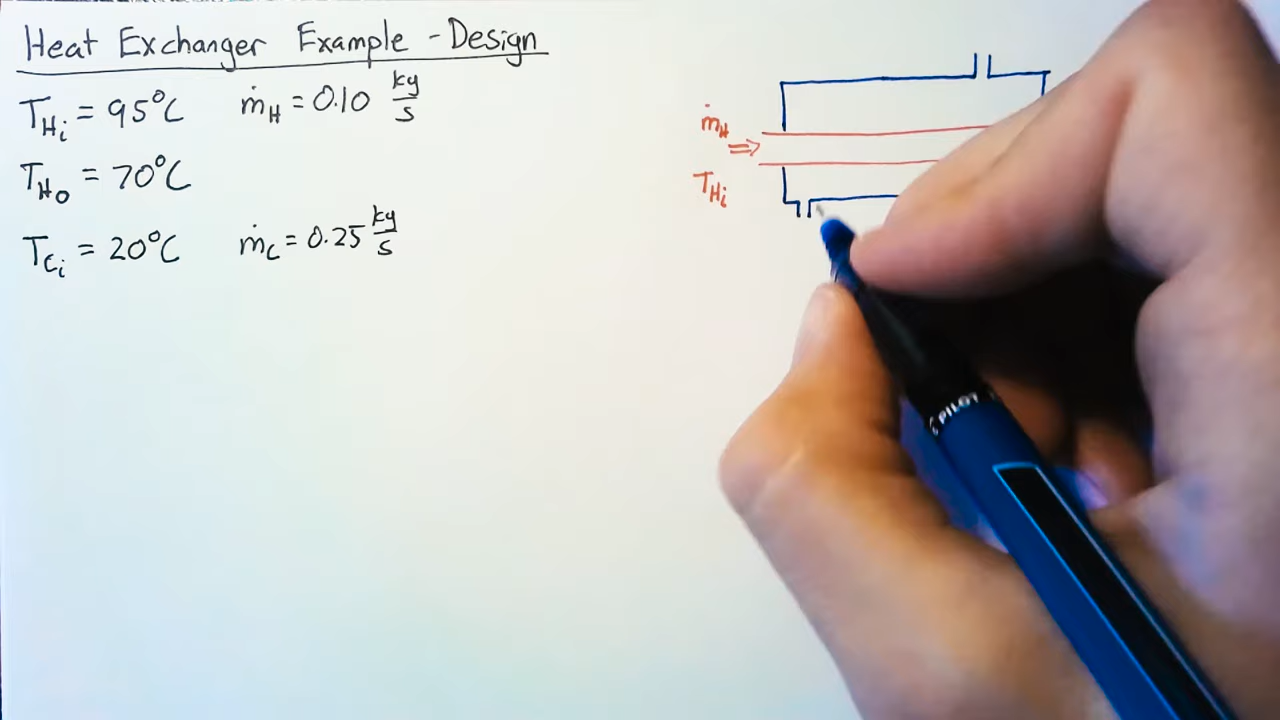 Heat Exchanger Example - Design
T_Hi = 95°C ṁ_H = 0.10 kg/s
T_Ho = 70°C
T_Ci = 20°C ṁ_C = 0.25 kg/s
ṁ_H
⇒
T_Hi
PILOT